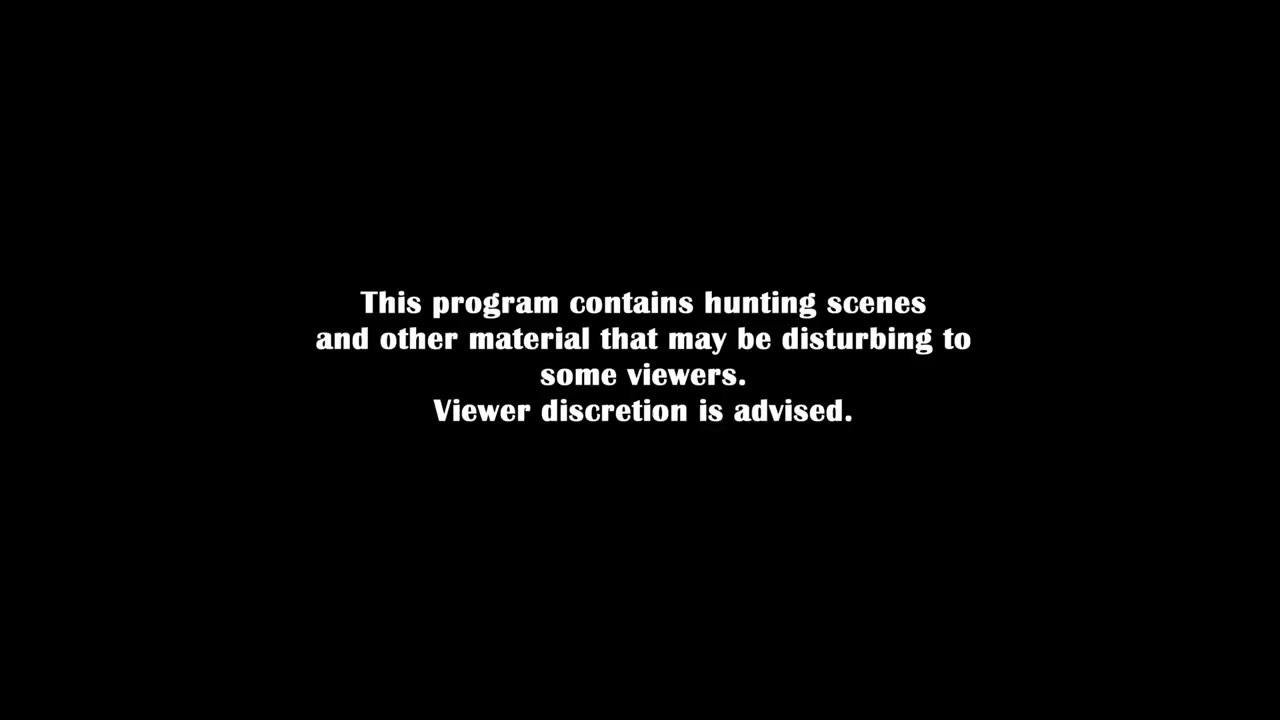 This program contains hunting scenes
and other material that may be disturbing to
some viewers.
Viewer discretion is advised.